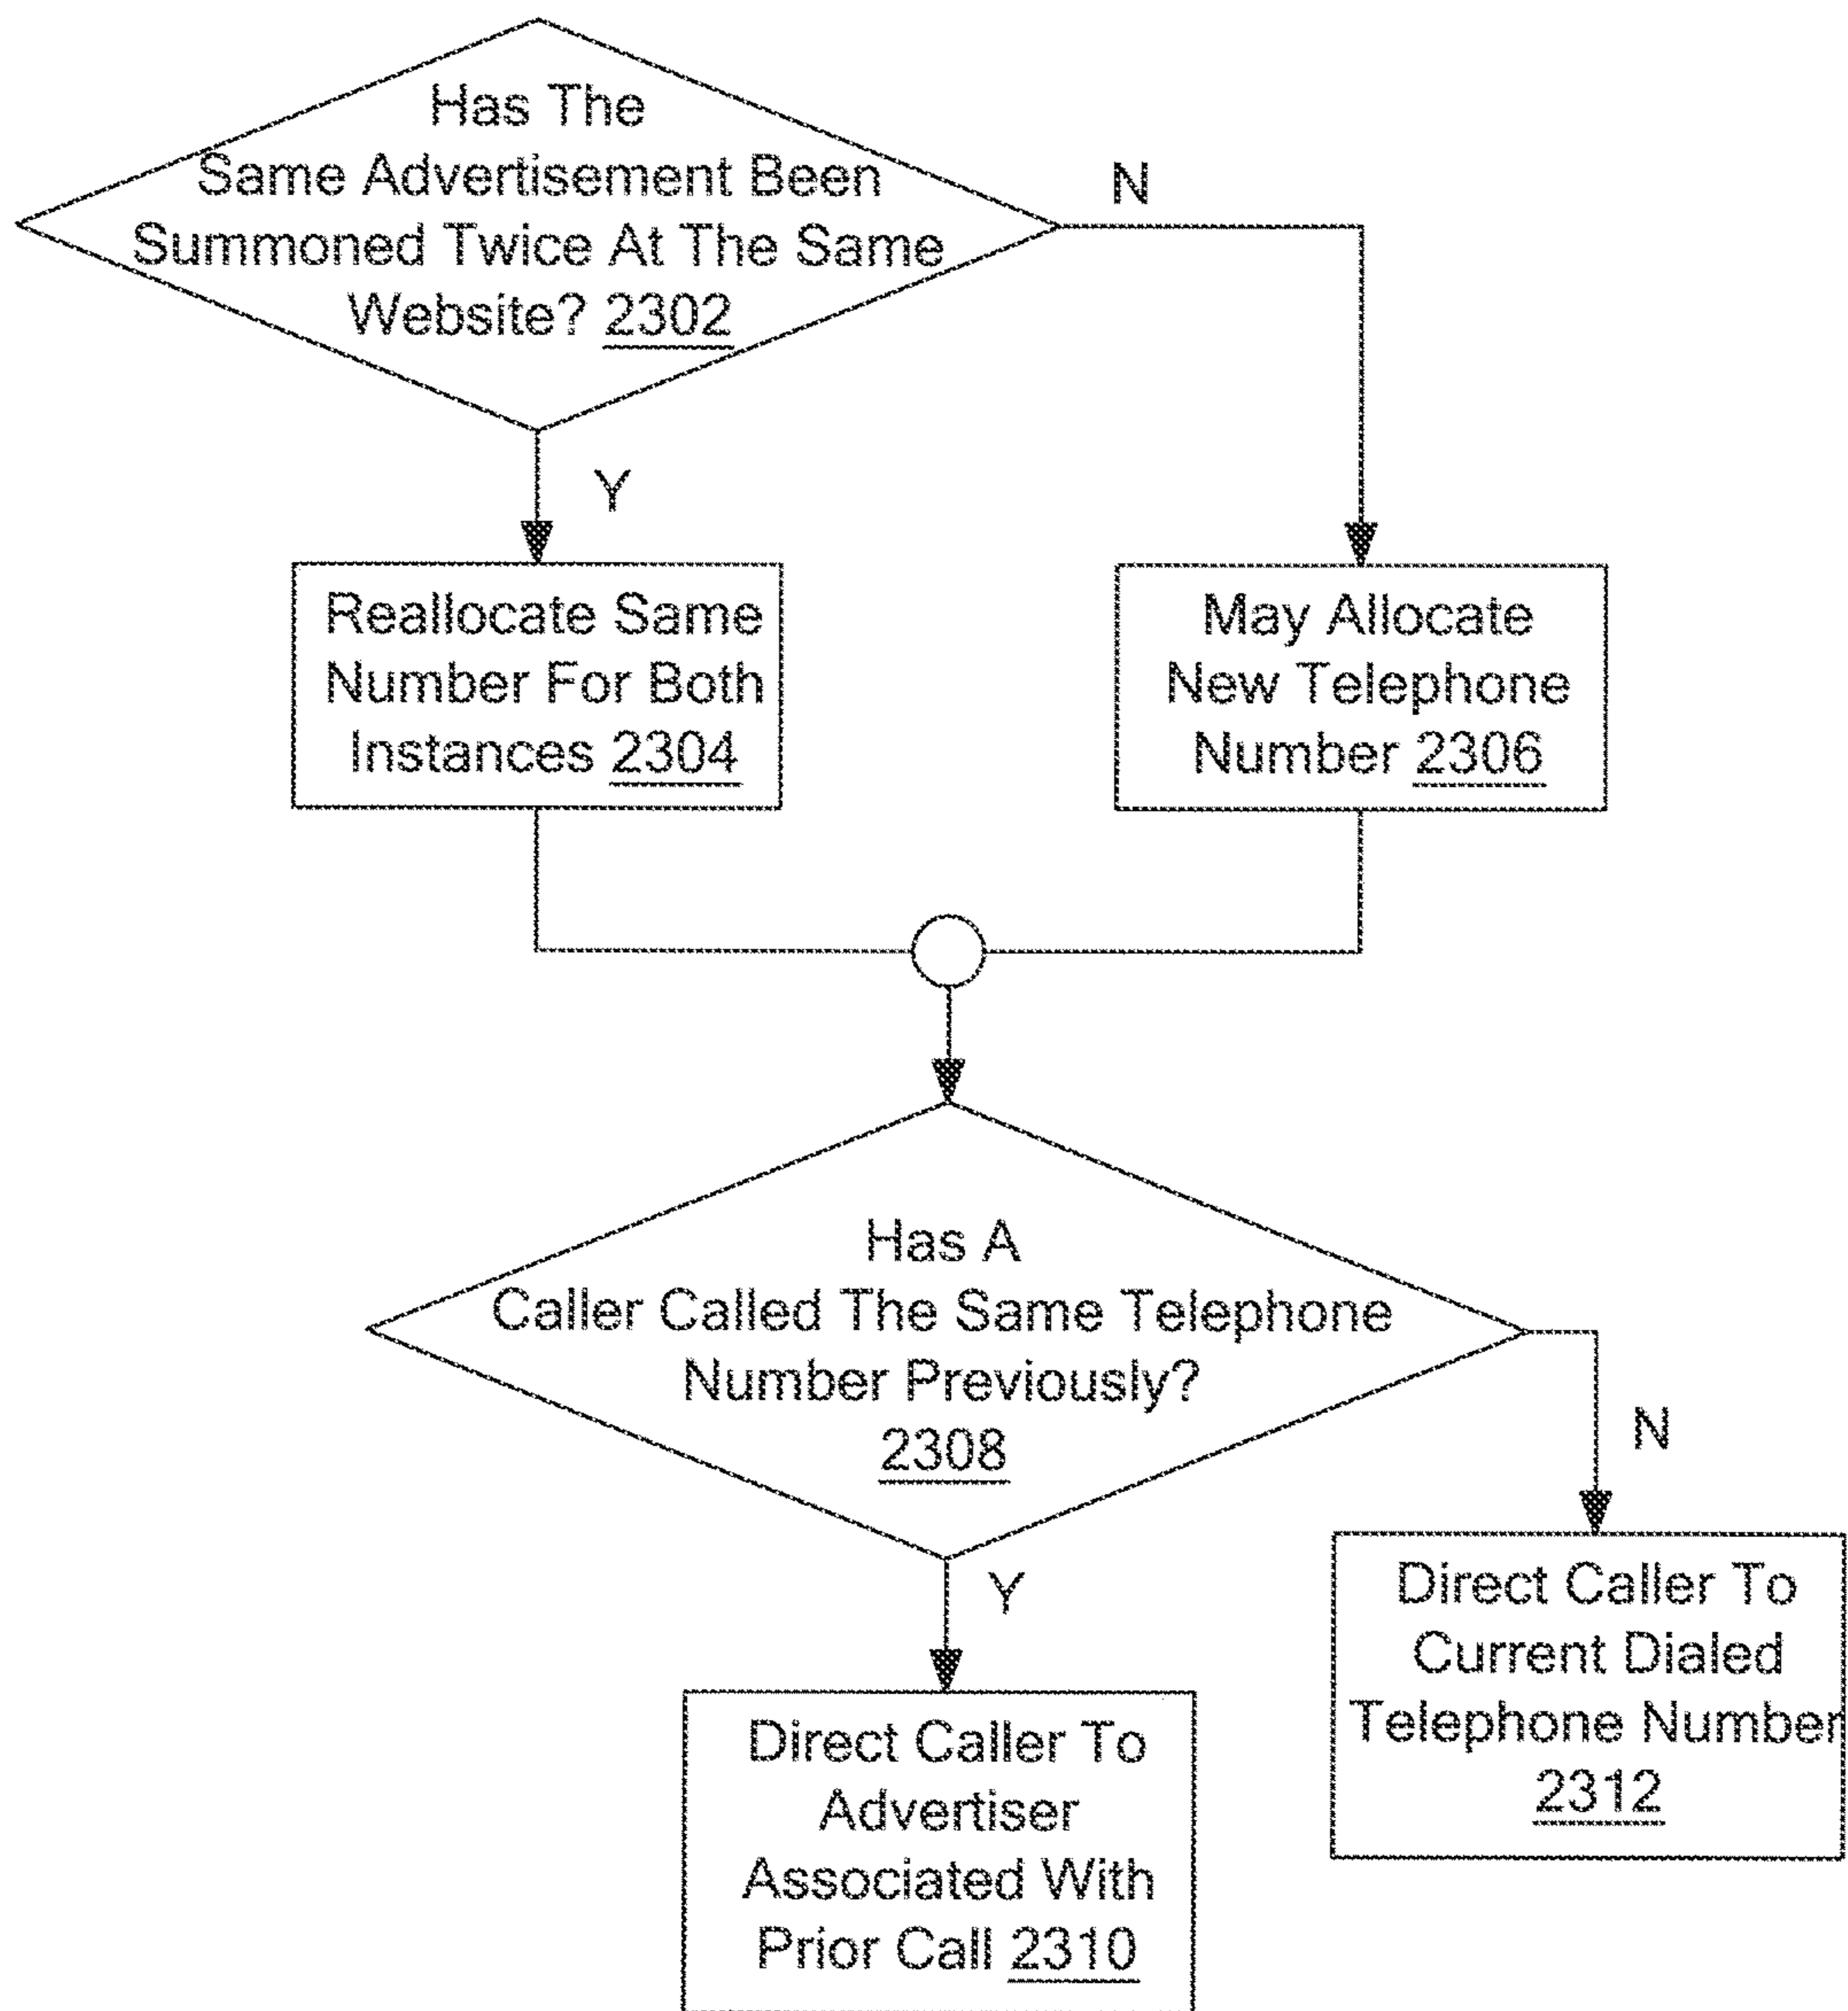 Has The
Same Advertisement Been
Summoned Twice At The Same
Website? 2302
N
Y
Reallocate Same
Number For Both
Instances 2304
May Allocate
New Telephone
Number 2306
Has A
Caller Called The Same Telephone
Number Previously?
2308
N
Y
Direct Caller To
Current Dialed
Telephone Number
2312
Direct Caller To
Advertiser
Associated With
Prior Call 2310